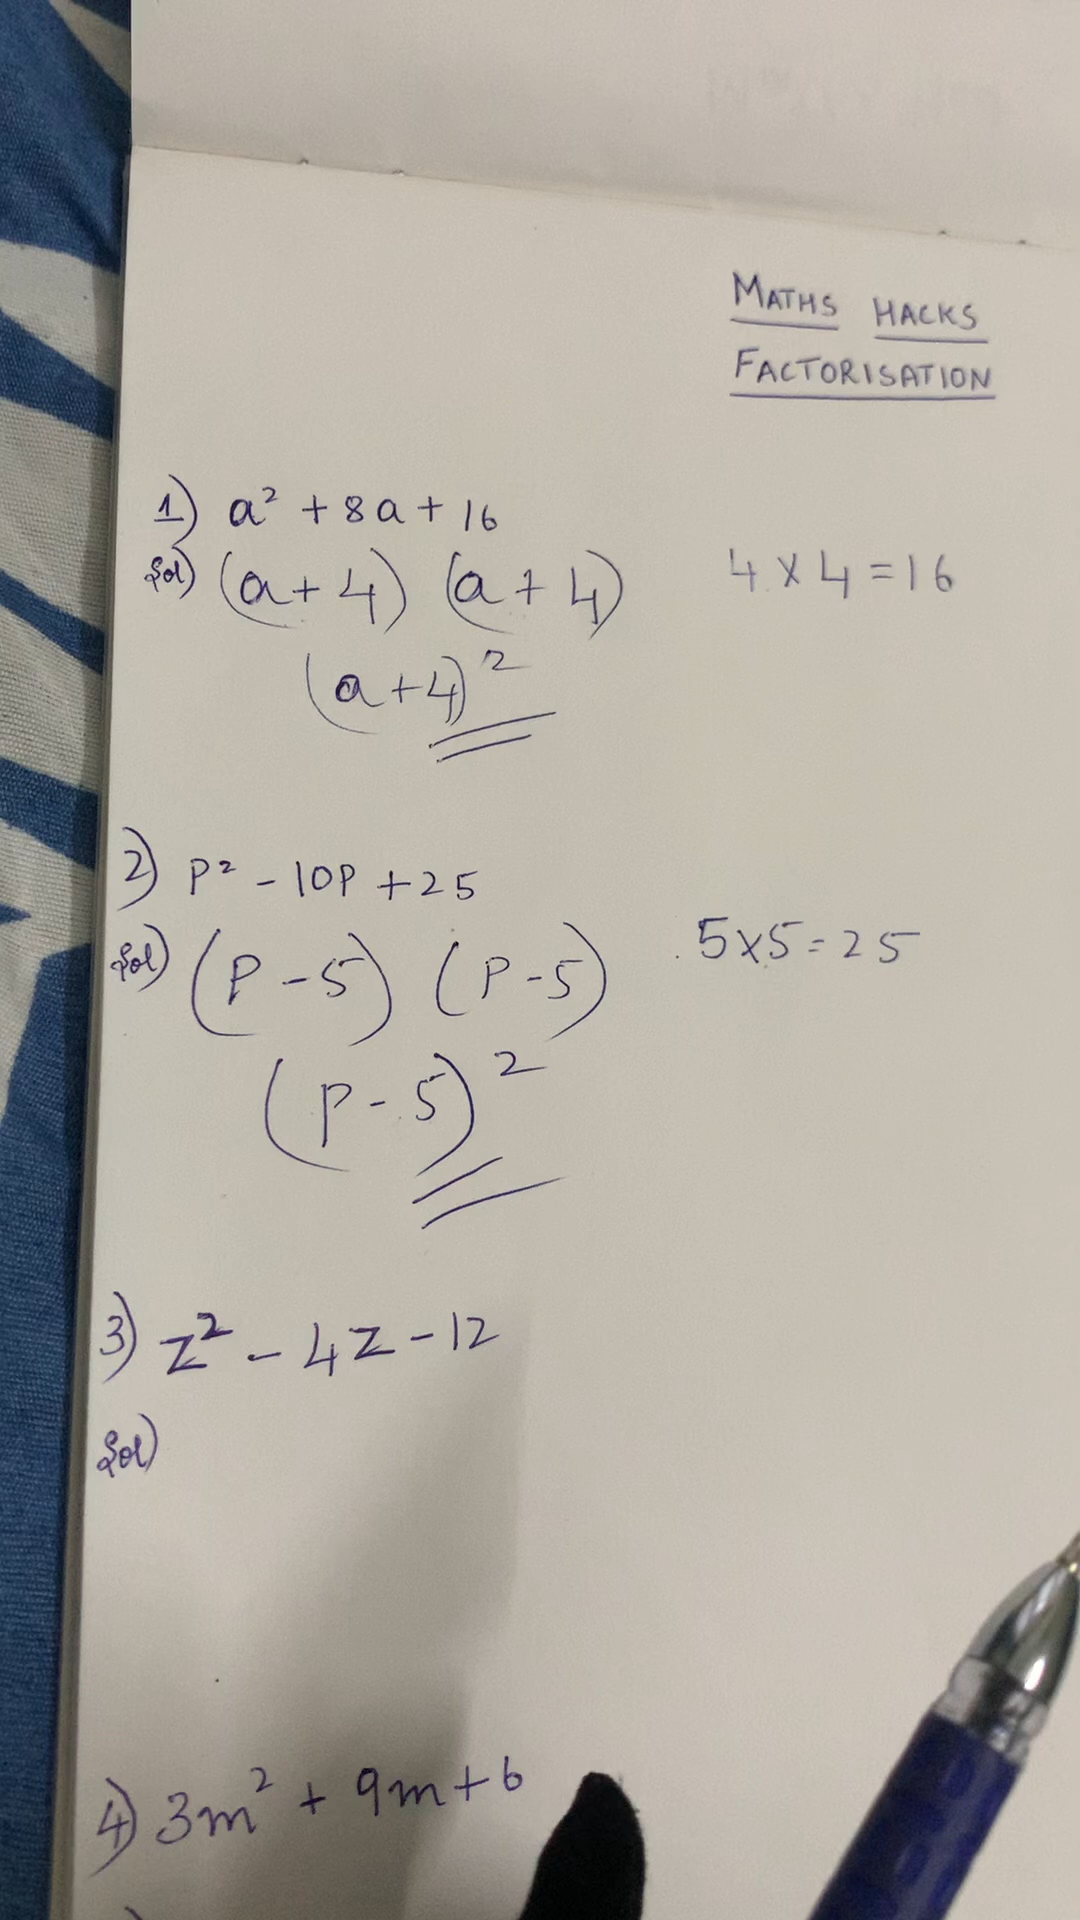 MATHS HACKS
FACTORISATION
1) a² + 8a + 16
Sol) (a + 4) (a + 4) 4 × 4 = 16
(a + 4)²
2) P² - 10P + 25
Sol) (P - 5) (P - 5) 5×5 = 25
(P - 5)²
3) z² - 4z - 12
Sol)
4) 3m² + 9m + 6